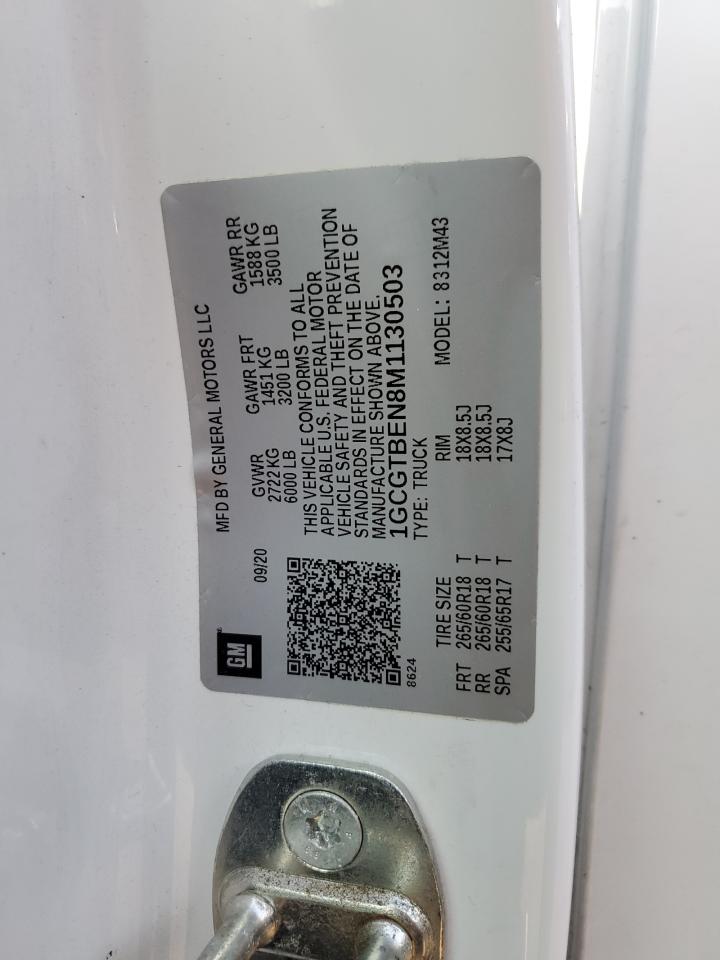 GM
MFD BY GENERAL MOTORS LLC
09/20
GVWR GAWR FRT GAWR RR
2722 KG 1451 KG 1588 KG
6000 LB 3200 LB 3500 LB
THIS VEHICLE CONFORMS TO ALL
APPLICABLE U.S. FEDERAL MOTOR
VEHICLE SAFETY AND THEFT PREVENTION
STANDARDS IN EFFECT ON THE DATE OF
MANUFACTURE SHOWN ABOVE.
1GCGTBEN8M1130503
8624
TYPE: TRUCK MODEL: 8312M43
TIRE SIZE RIM
FRT 265/60R18 T 18X8.5J
RR 265/60R18 T 18X8.5J
SPA 255/65R17 T 17X8J